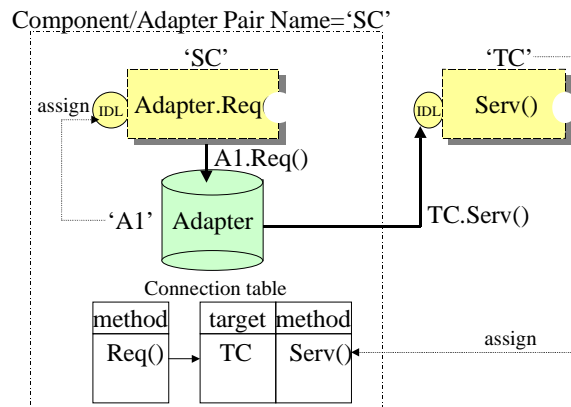 Component/Adapter Pair Name=‘SC’
‘SC’
‘TC’
assign
IDL
Adapter.Req
IDL
Serv()
A1.Req()
‘A1’
Adapter
TC.Serv()
Connection table
method
target
method
Req()
TC
Serv()
assign